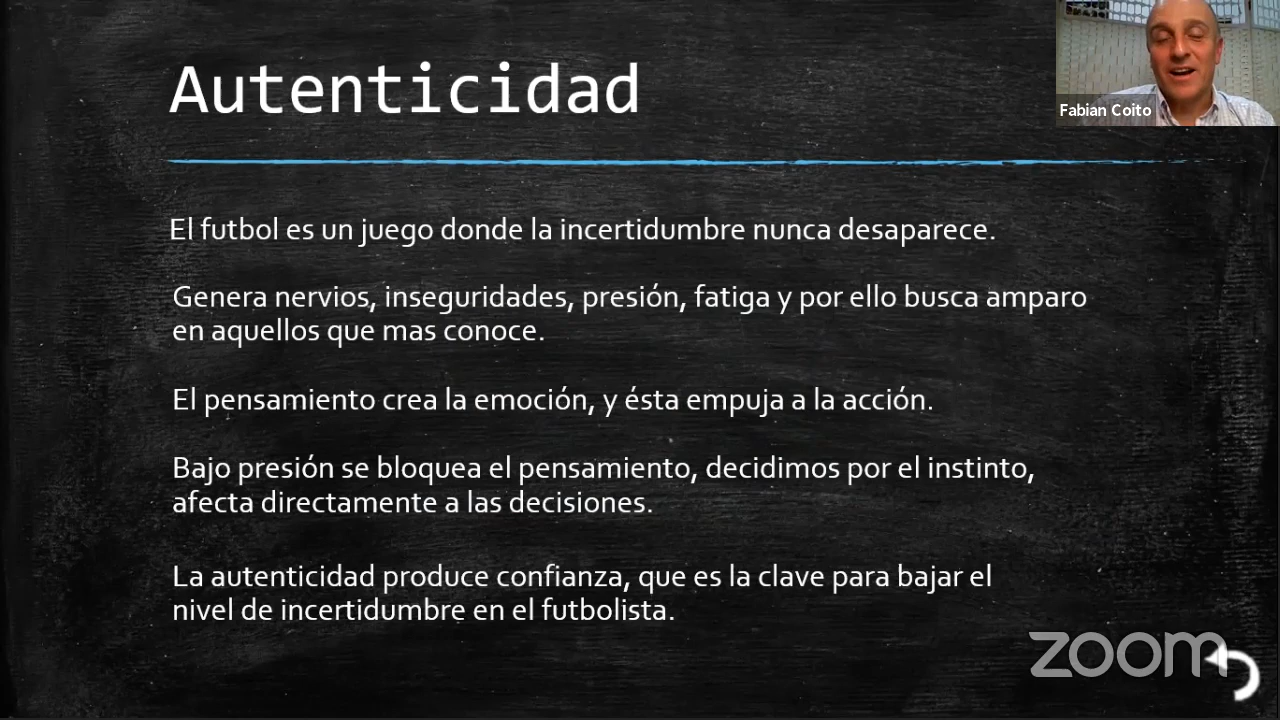 Autenticidad
Fabian Coito
El futbol es un juego donde la incertidumbre nunca desaparece.
Genera nervios, inseguridades, presión, fatiga y por ello busca amparo
en aquellos que mas conoce.
El pensamiento crea la emoción, y ésta empuja a la acción.
Bajo presión se bloquea el pensamiento, decidimos por el instinto,
afecta directamente a las decisiones.
La autenticidad produce confianza, que es la clave para bajar el
nivel de incertidumbre en el futbolista.
zoom